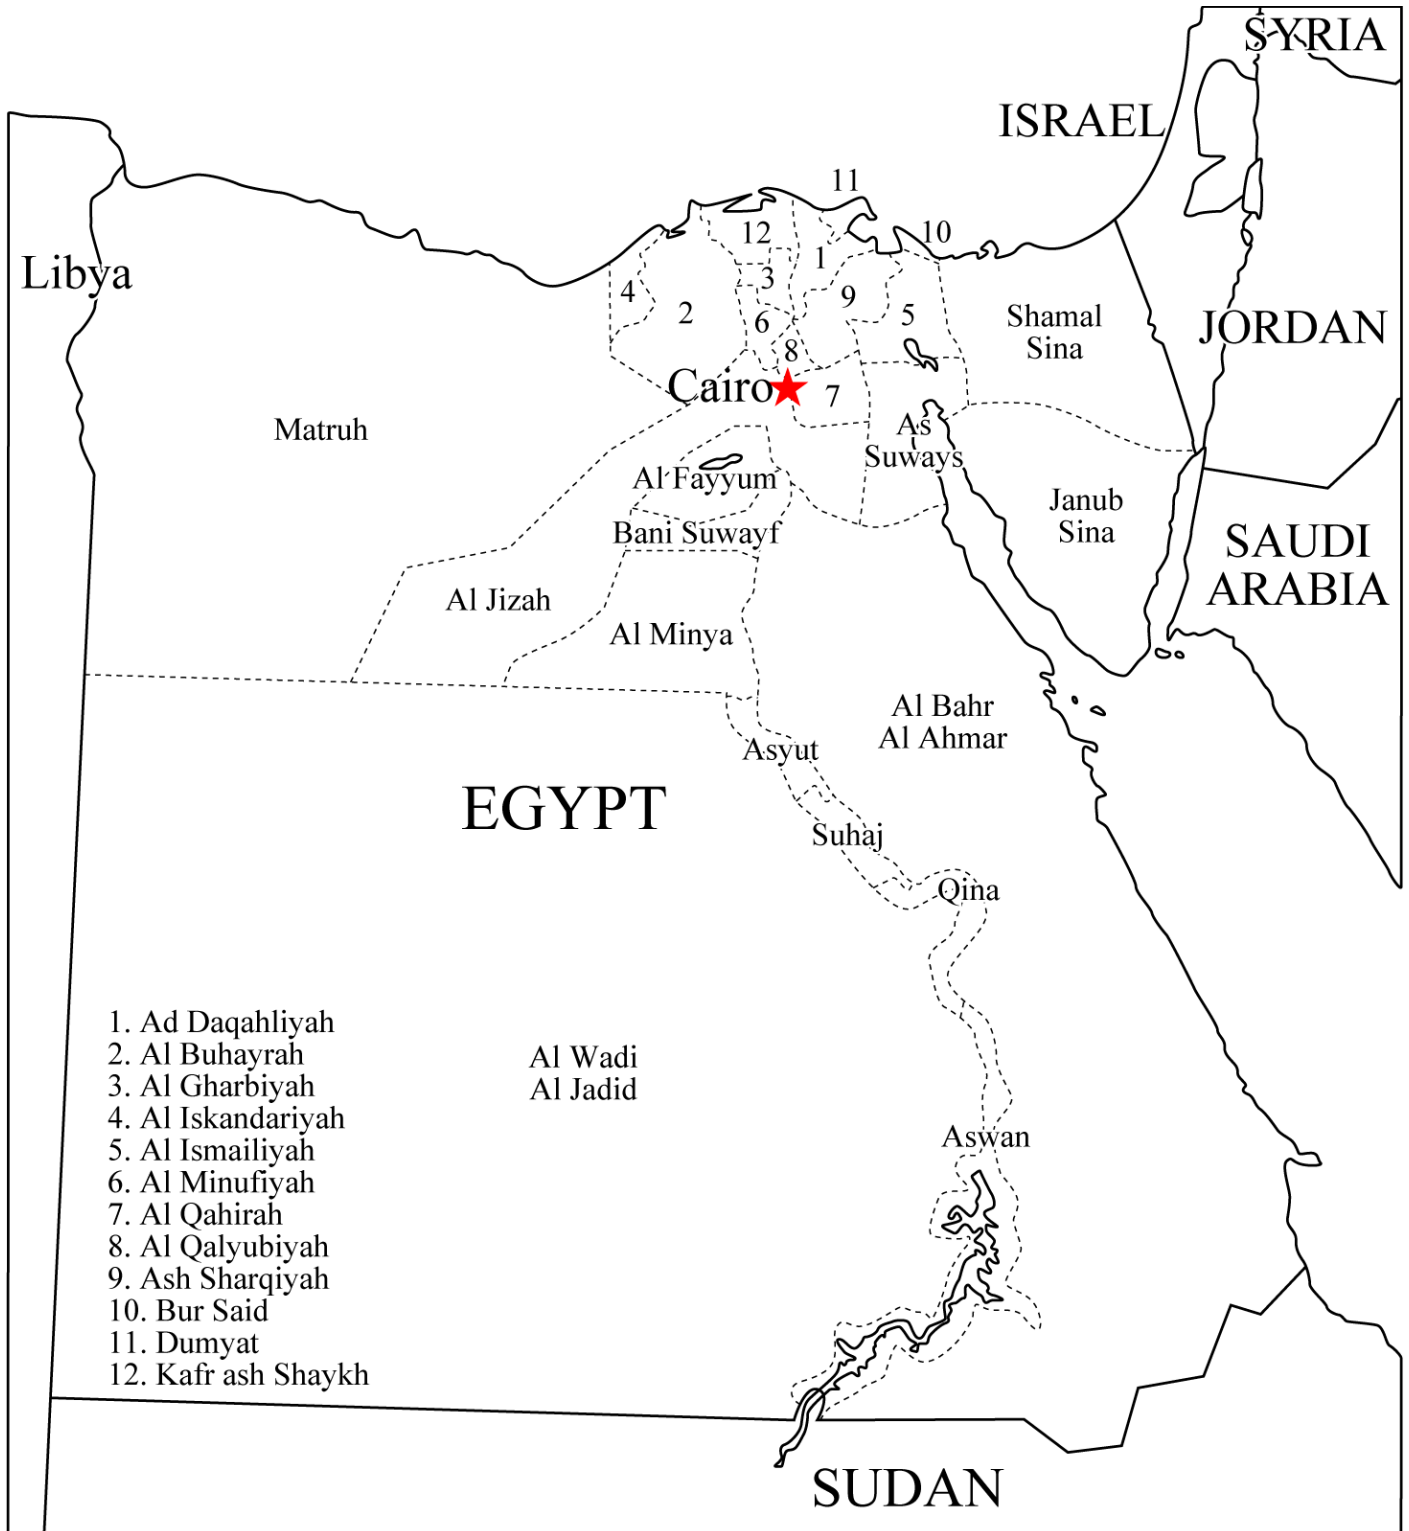 SYRIA
ISRAEL
11
12
10
1
Libya
3
4
9
2
5
6
Shamal
Sina
JORDAN
8
Cairo
7
Matruh
As
Suways
Al Fayyum
Janub
Sina
Bani Suwayf
SAUDI
ARABIA
Al Jizah
Al Minya
Al Bahr
Al Ahmar
Asyut
EGYPT
Suhaj
Qina
1. Ad Daqahliyah
2. Al Buhayrah
3. Al Gharbiyah
4. Al Iskandariyah
5. Al Ismailiyah
6. Al Minufiyah
7. Al Qahirah
8. Al Qalyubiyah
9. Ash Sharqiyah
10. Bur Said
11. Dumyat
12. Kafr ash Shaykh
Al Wadi
Al Jadid
Aswan
SUDAN